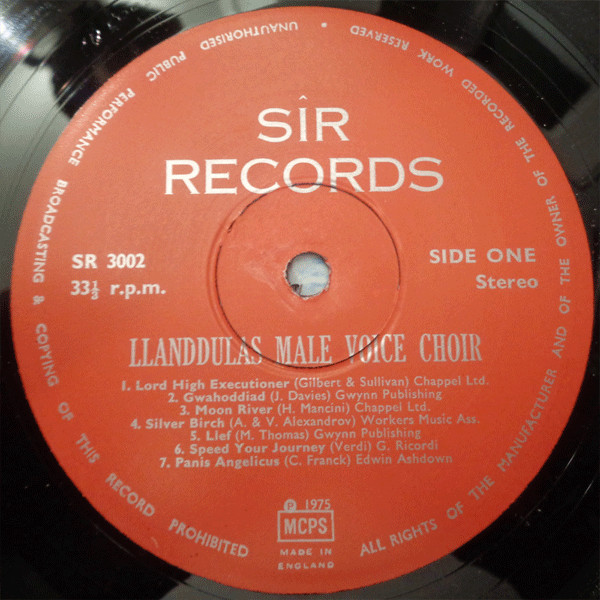 SÎR
RECORDS
SR 3002
33⅓ r.p.m.
SIDE ONE
Stereo
LLANDDULAS MALE VOICE CHOIR
1. Lord High Executioner (Gilbert & Sullivan) Chappel Ltd.
2. Gwahoddiad (J. Davies) Gwynn Publishing
3. Moon River (H. Mancini) Chappel Ltd.
4. Silver Birch (A. & V. Alexandrov) Workers Music Ass.
5. Llef (M. Thomas) Gwynn Publishing
6. Speed Your Journey (Verdi) G. Ricordi
7. Panis Angelicus (C. Franck) Edwin Ashdown
℗ 1975
MCPS
MADE IN
ENGLAND
ALL RIGHTS OF THE MANUFACTURER AND OF THE OWNER OF THE RECORDED WORK RESERVED • UNAUTHORISED PUBLIC PERFORMANCE BROADCASTING & COPYING OF THIS RECORD PROHIBITED